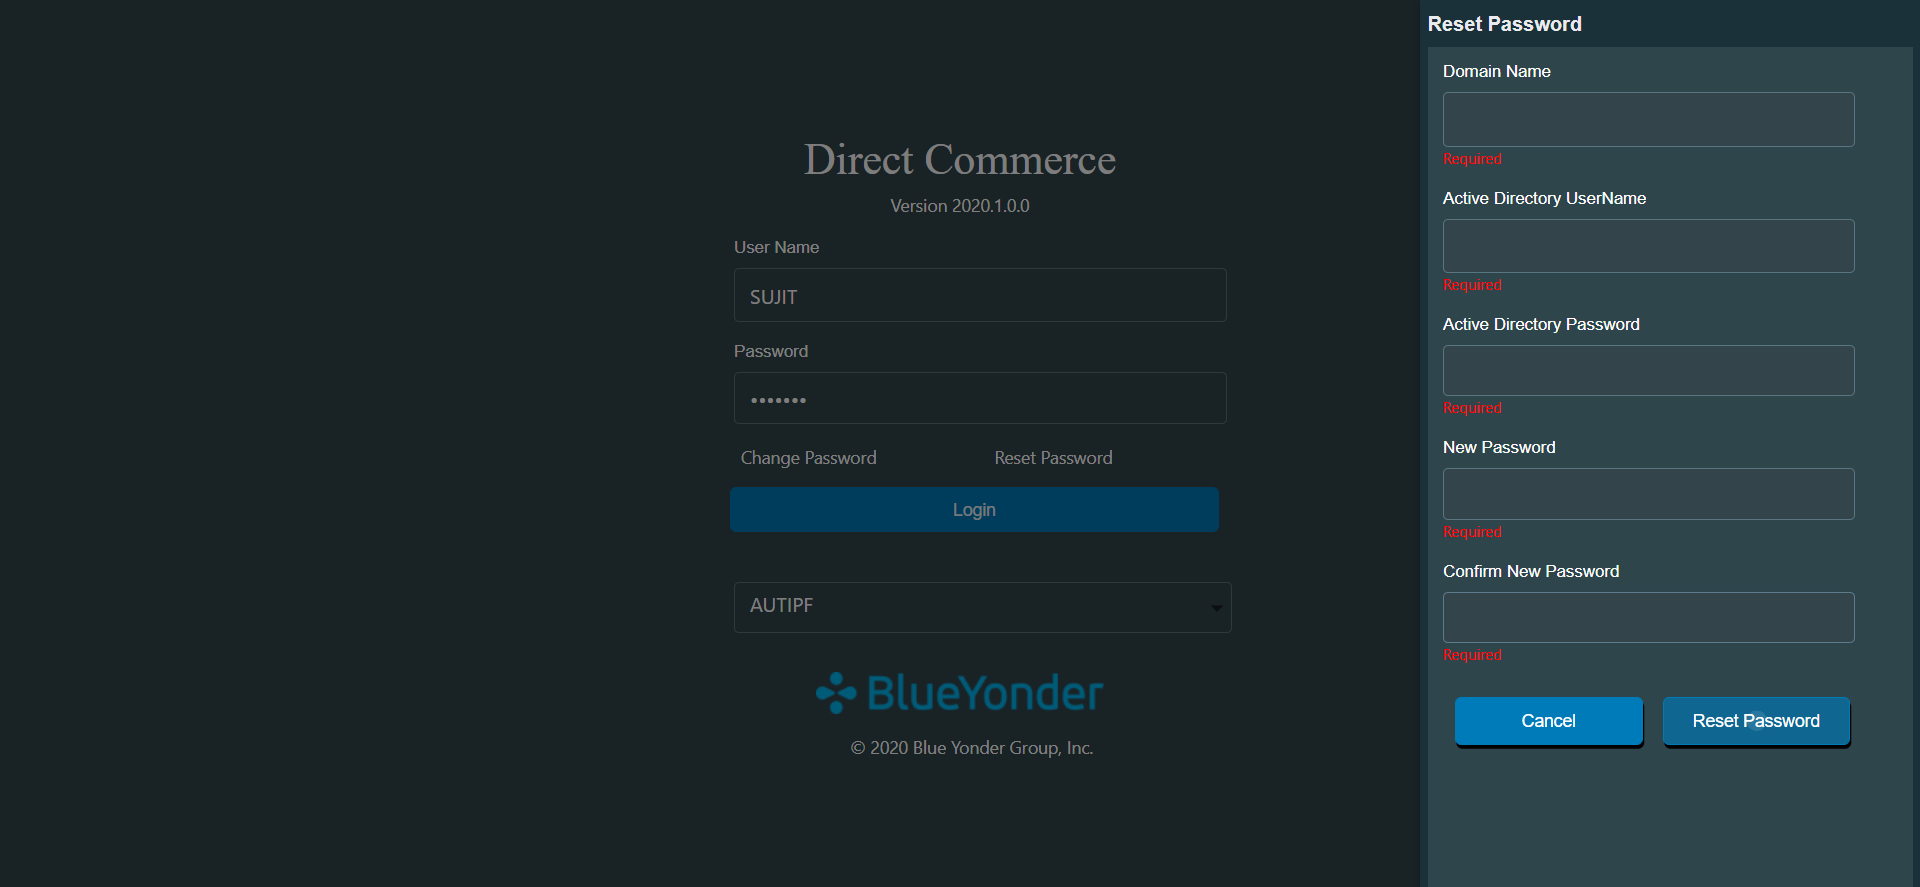 Direct Commerce
Version 2020.1.0.0
User Name
SUJIT
Password
•••••••
Change Password Reset Password
Login
AUTIPF
BlueYonder
© 2020 Blue Yonder Group, Inc.
Reset Password
Domain Name
Required
Active Directory UserName
Required
Active Directory Password
Required
New Password
Required
Confirm New Password
Required
Cancel Reset Password